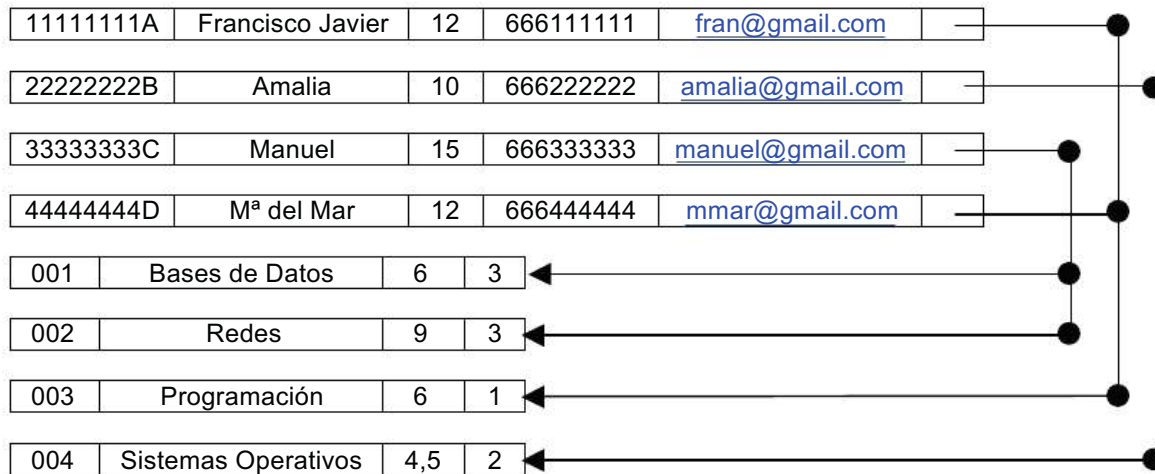 11111111A Francisco Javier 12 666111111 fran@gmail.com
22222222B Amalia 10 666222222 amalia@gmail.com
33333333C Manuel 15 666333333 manuel@gmail.com
44444444D Mª del Mar 12 666444444 mmar@gmail.com
001 Bases de Datos 6 3
002 Redes 9 3
003 Programación 6 1
004 Sistemas Operativos 4,5 2